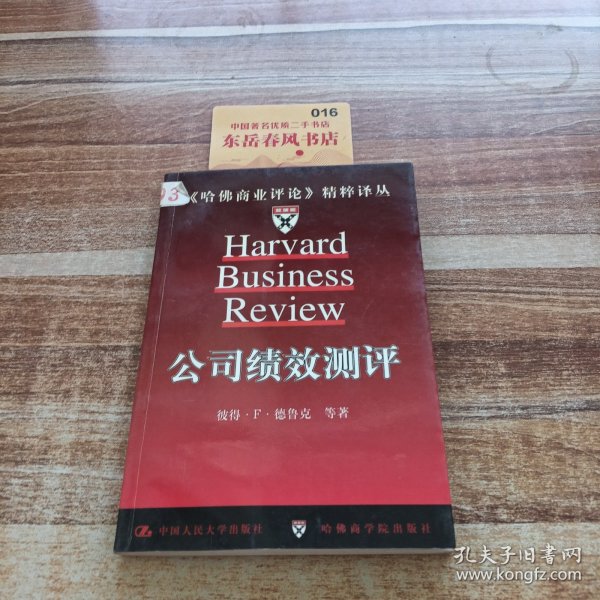 016
中国著名优质二手书店
东岳春风书店
93
《哈佛商业评论》精粹译丛
Harvard
Business
Review
公司绩效测评
彼得·F·德鲁克 等著
中国人民大学出版社
哈佛商学院出版社
孔夫子旧书网
www.kongfz.com